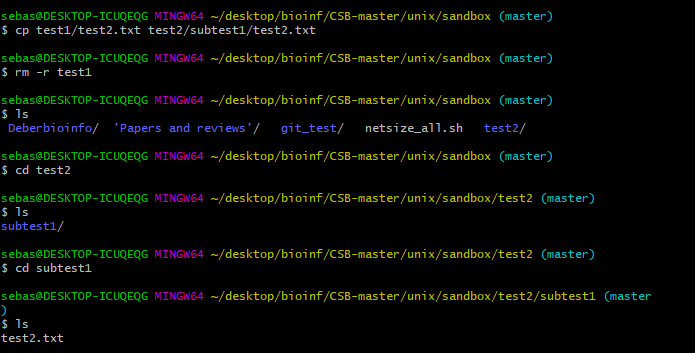 sebas@DESKTOP-ICUQEQG MINGW64 ~/desktop/bioinf/CSB-master/unix/sandbox (master)
$ cp test1/test2.txt test2/subtest1/test2.txt
sebas@DESKTOP-ICUQEQG MINGW64 ~/desktop/bioinf/CSB-master/unix/sandbox (master)
$ rm -r test1
sebas@DESKTOP-ICUQEQG MINGW64 ~/desktop/bioinf/CSB-master/unix/sandbox (master)
$ ls
Deberbioinfo/  'Papers and reviews'/   git_test/   netsize_all.sh   test2/
sebas@DESKTOP-ICUQEQG MINGW64 ~/desktop/bioinf/CSB-master/unix/sandbox (master)
$ cd test2
sebas@DESKTOP-ICUQEQG MINGW64 ~/desktop/bioinf/CSB-master/unix/sandbox/test2 (master)
$ ls
subtest1/
sebas@DESKTOP-ICUQEQG MINGW64 ~/desktop/bioinf/CSB-master/unix/sandbox/test2 (master)
$ cd subtest1
sebas@DESKTOP-ICUQEQG MINGW64 ~/desktop/bioinf/CSB-master/unix/sandbox/test2/subtest1 (master
)
$ ls
test2.txt